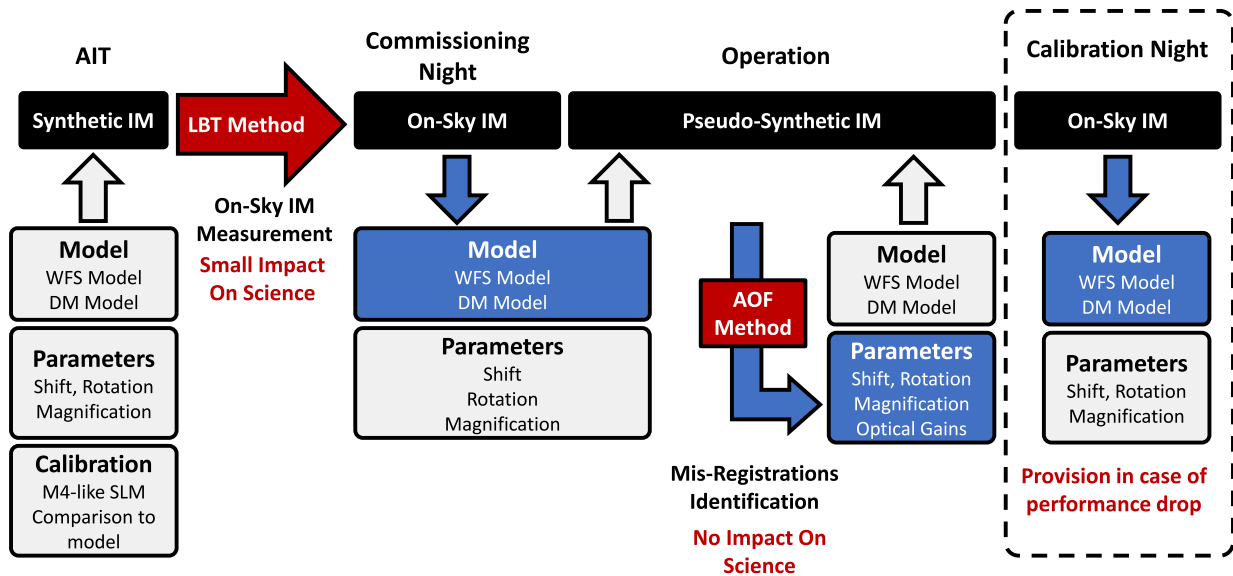 AIT
Synthetic IM
Model
WFS Model
DM Model
Parameters
Shift, Rotation
Magnification
Calibration
M4-like SLM
Comparison to
model
LBT Method
On-Sky IM
Measurement
Small Impact
On Science
Commissioning
Night
On-Sky IM
Model
WFS Model
DM Model
Parameters
Shift
Rotation
Magnification
Operation
Pseudo-Synthetic IM
AOF
Method
Mis-Registrations
Identification
No Impact On
Science
Model
WFS Model
DM Model
Parameters
Shift, Rotation
Magnification
Optical Gains
Calibration Night
On-Sky IM
Model
WFS Model
DM Model
Parameters
Shift, Rotation
Magnification
Provision in case of
performance drop